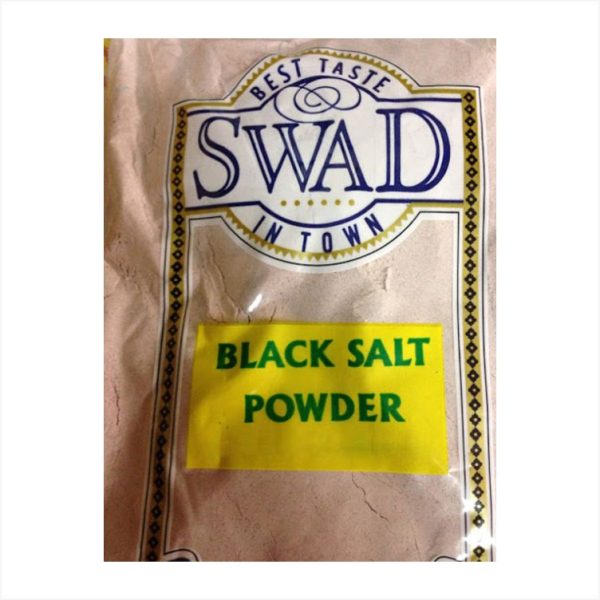 BEST TASTE
SWAD
IN TOWN
BLACK SALT
POWDER